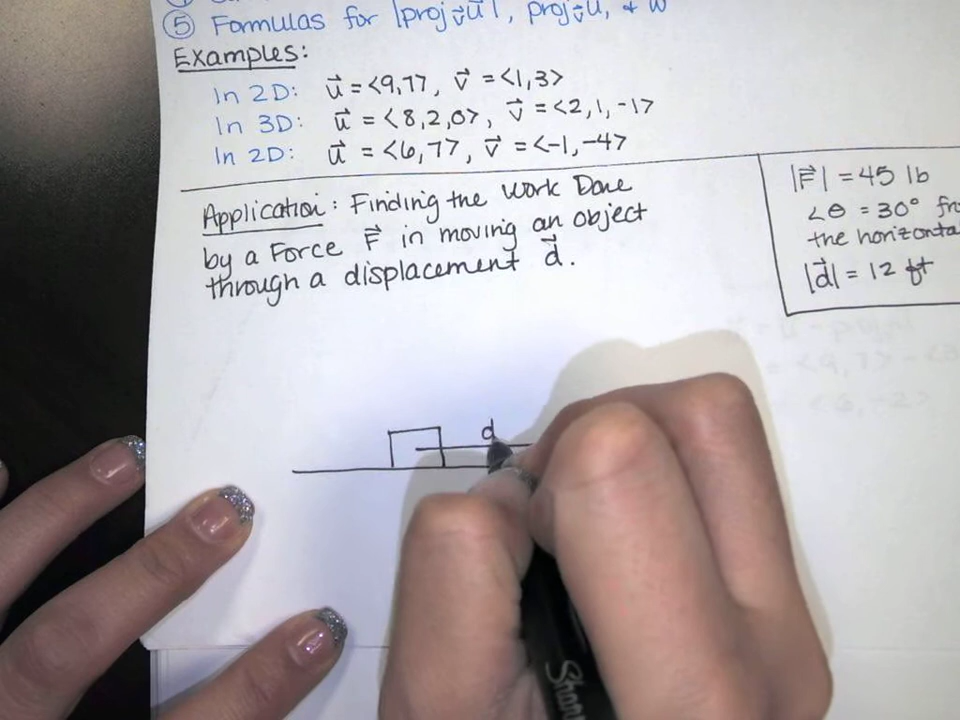 ⑤ Formulas for |proj_v⃗ u⃗|, proj_v⃗ u, & w
Examples:
In 2D: u⃗ = <9,7>, v⃗ = <1,3>
In 3D: u⃗ = <8,2,0>, v⃗ = <2,1,-1>
In 2D: u⃗ = <6,7>, v⃗ = <-1,-4>
Application: Finding the Work Done
by a Force F⃗ in moving an object
through a displacement d⃗.
|F⃗| = 45 lb
∠θ = 30°
the
|d⃗| = 12 ft
d